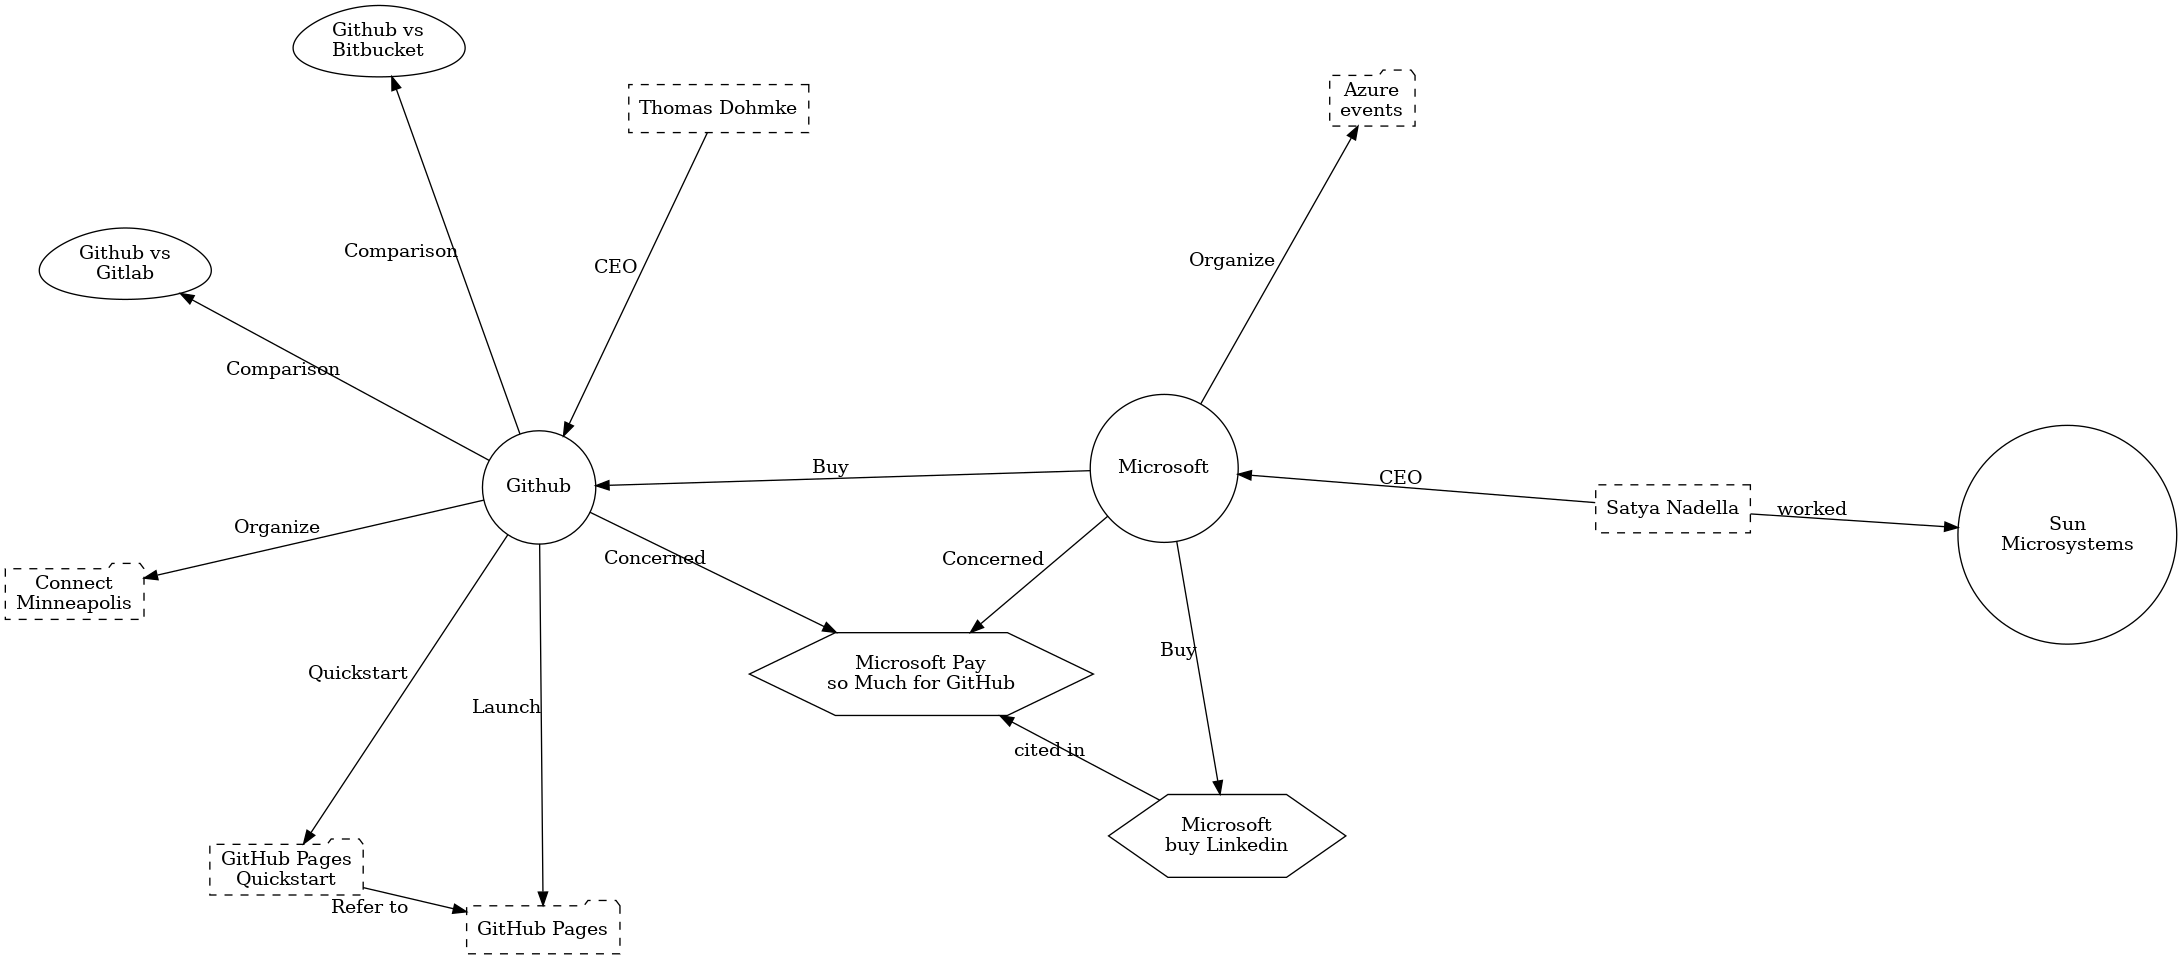 Github vs
Bitbucket
Thomas Dohmke
Azure
events
Github vs
Gitlab
Comparison
CEO
Organize
Comparison
Github
Buy
Microsoft
CEO
Satya Nadella
worked
Sun
Microsystems
Organize
Concerned
Concerned
Connect
Minneapolis
Quickstart
Launch
Microsoft Pay
so Much for GitHub
Buy
cited in
Microsoft
buy Linkedin
GitHub Pages
Quickstart
Refer to
GitHub Pages